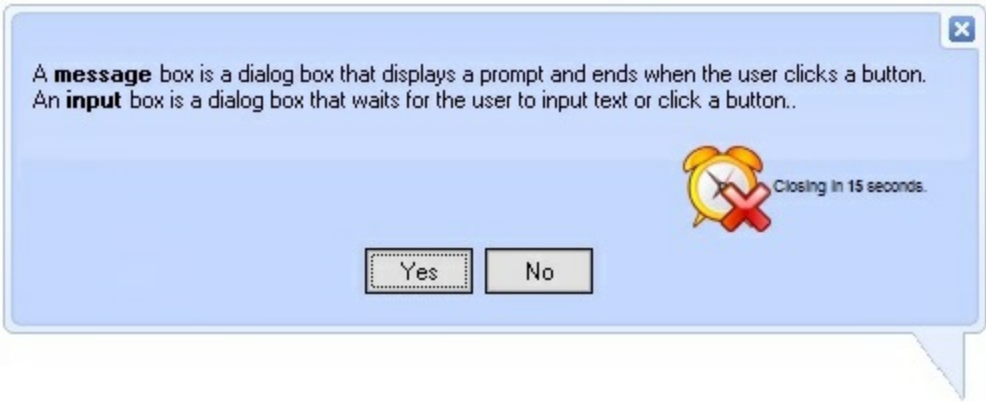 A message box is a dialog box that displays a prompt and ends when the user clicks a button.
An input box is a dialog box that waits for the user to input text or click a button..
Closing in 15 seconds.
Yes No